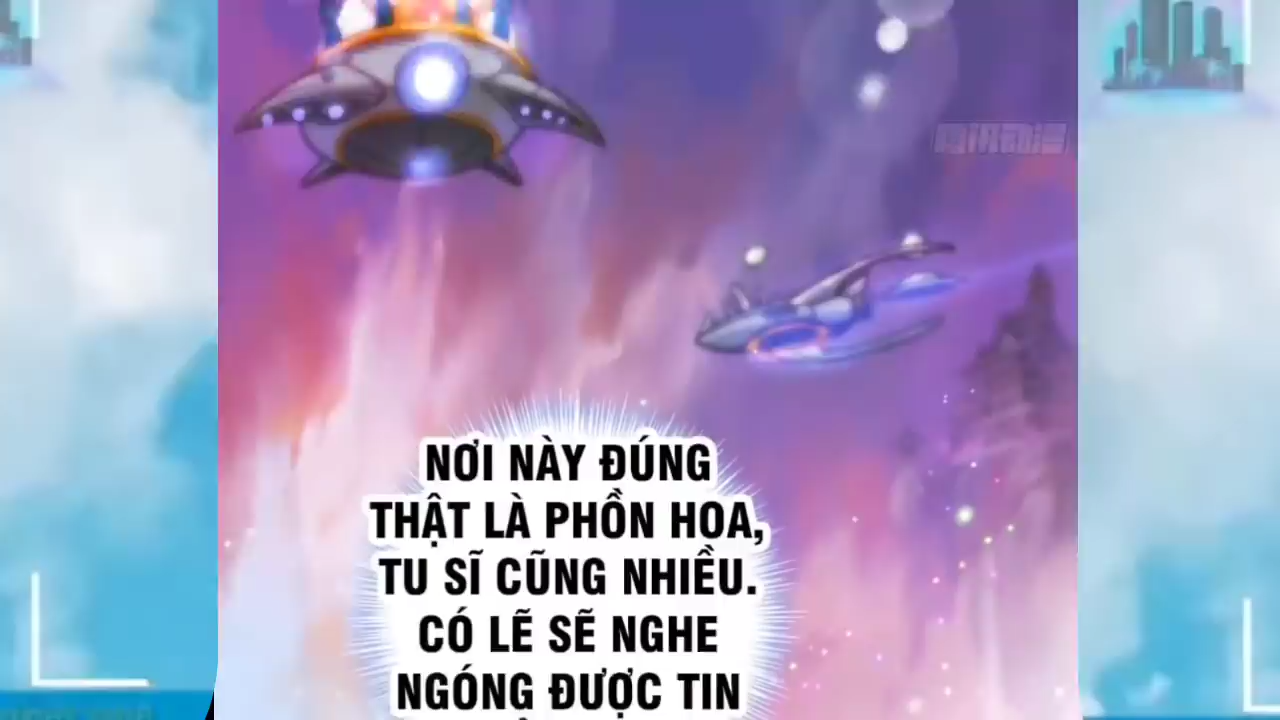 NƠI NÀY ĐÚNG
THẬT LÀ PHỒN HOA,
TU SĨ CŨNG NHIỀU.
CÓ LẼ SẼ NGHE
NGÓNG ĐƯỢC TIN